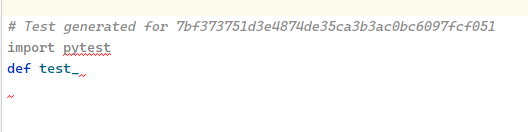 # Test generated for 7bf373751d3e4874de35ca3b3ac0bc6097fcf051
import pytest
def test_